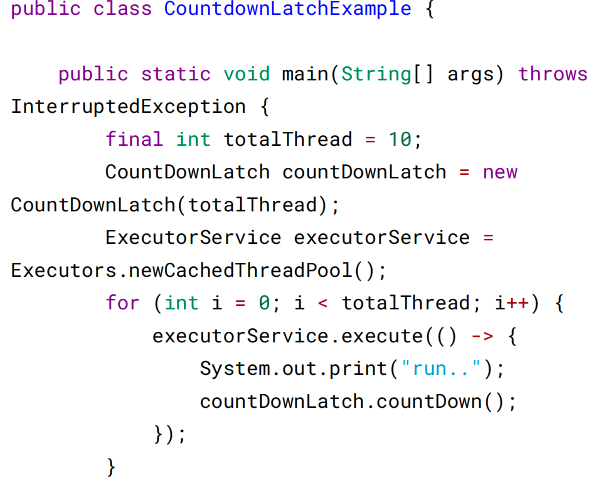 public class CountdownLatchExample {
    public static void main(String[] args) throws
InterruptedException {
        final int totalThread = 10;
        CountDownLatch countDownLatch = new
CountDownLatch(totalThread);
        ExecutorService executorService =
Executors.newCachedThreadPool();
        for (int i = 0; i < totalThread; i++) {
            executorService.execute(() -> {
                System.out.print("run..");
                countDownLatch.countDown();
            });
        }